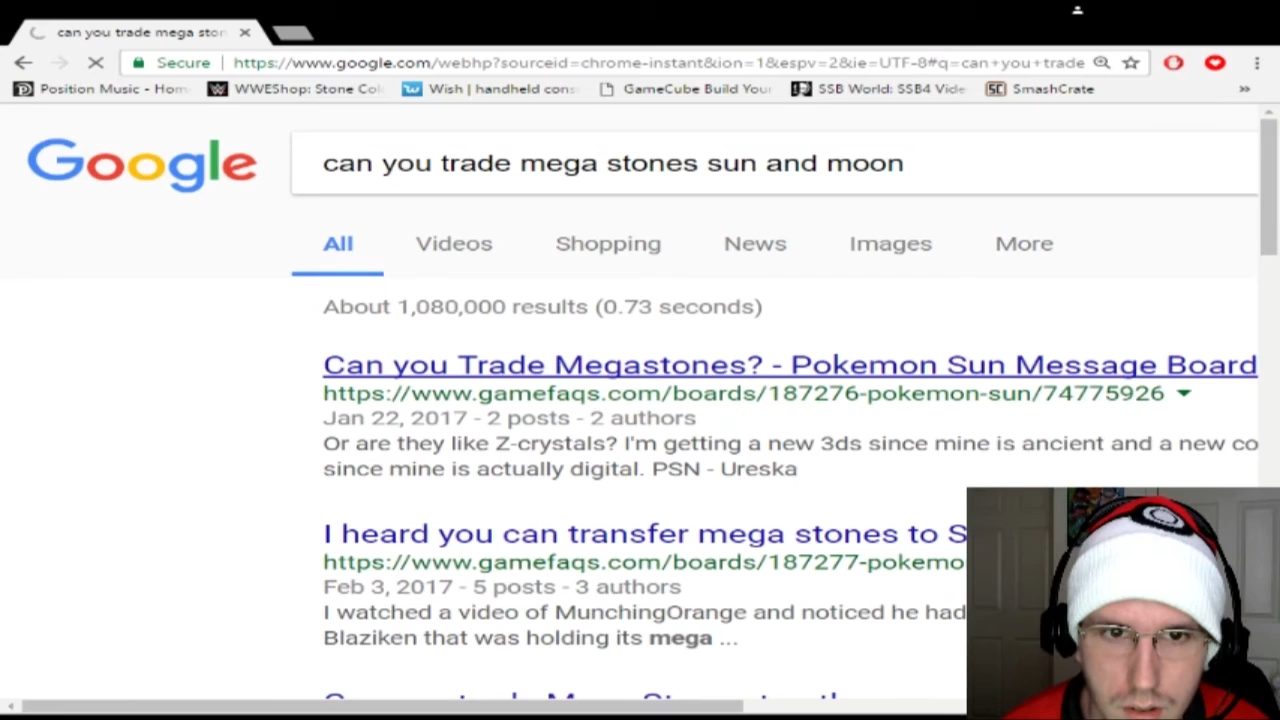 can you trade mega ston
Secure
https://www.google.com/webhp?sourceid=chrome-instant&ion=1&espv=2&ie=UTF-8#q=can+you+trade
Position Music - Hom
WWEShop: Stone Col
Wish | handheld cons
GameCube Build Your
SSB World: SSB4 Vide
SC SmashCrate
Google
can you trade mega stones sun and moon
All Videos Shopping News Images More
About 1,080,000 results (0.73 seconds)
Can you Trade Megastones? - Pokemon Sun Message Board
https://www.gamefaqs.com/boards/187276-pokemon-sun/74775926
Jan 22, 2017 - 2 posts - 2 authors
Or are they like Z-crystals? I'm getting a new 3ds since mine is ancient and a new co
since mine is actually digital. PSN - Ureska
I heard you can transfer mega stones to S
https://www.gamefaqs.com/boards/187277-pokemo
Feb 3, 2017 - 5 posts - 3 authors
I watched a video of MunchingOrange and noticed he had
Blaziken that was holding its mega ...